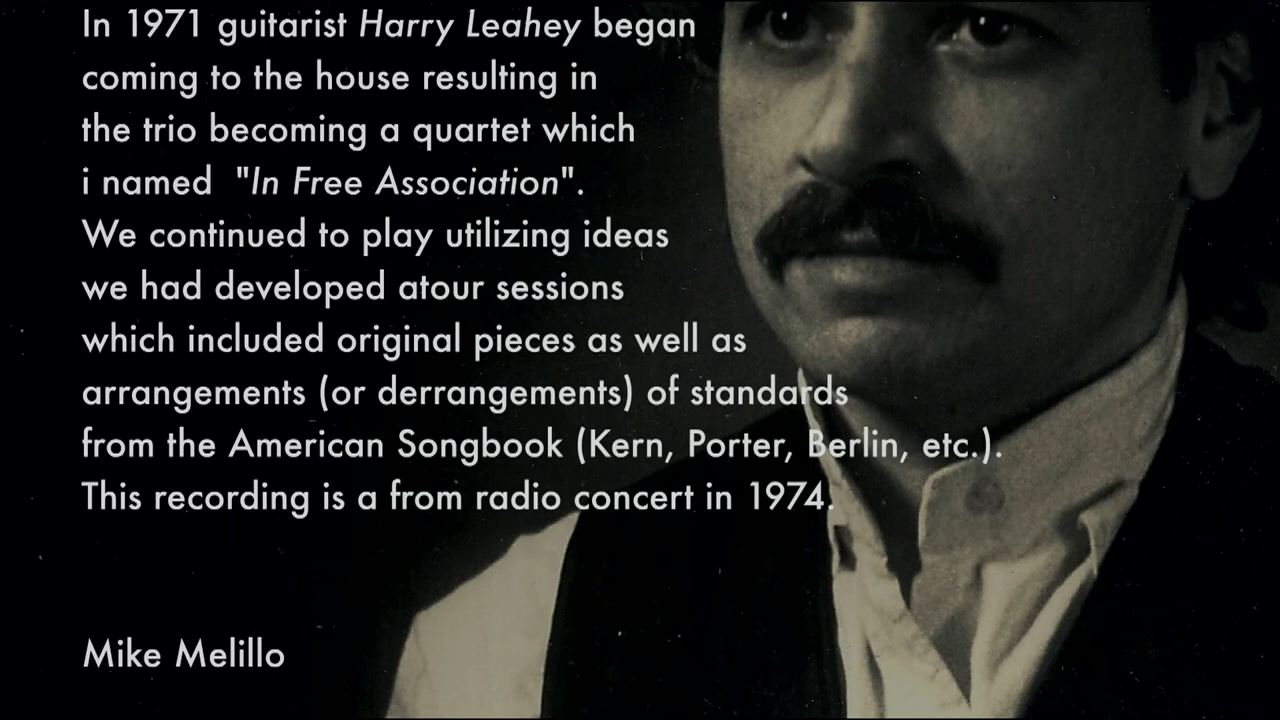 In 1971 guitarist Harry Leahey began
coming to the house resulting in
the trio becoming a quartet which
i named  "In Free Association".
We continued to play utilizing ideas
we had developed atour sessions
which included original pieces as well as
arrangements (or derrangements) of standards
from the American Songbook (Kern, Porter, Berlin, etc.).
This recording is a from radio concert in 1974.
Mike Melillo